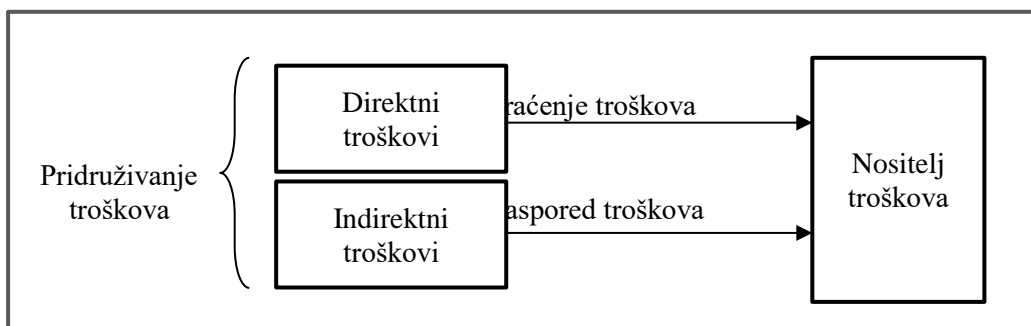 Direktni
troškovi
raćenje troškova
Pridruživanje
troškova
Nositelj
troškova
Indirektni
troškovi
aspored troškova